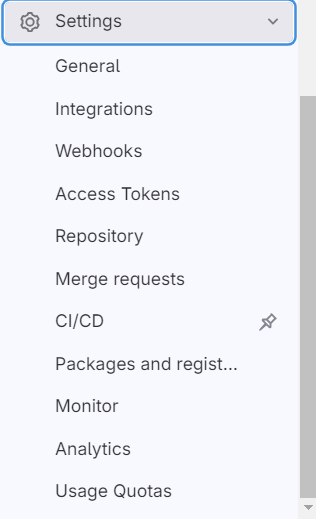 Settings
General
Integrations
Webhooks
Access Tokens
Repository
Merge requests
CI/CD
Packages and regist...
Monitor
Analytics
Usage Quotas